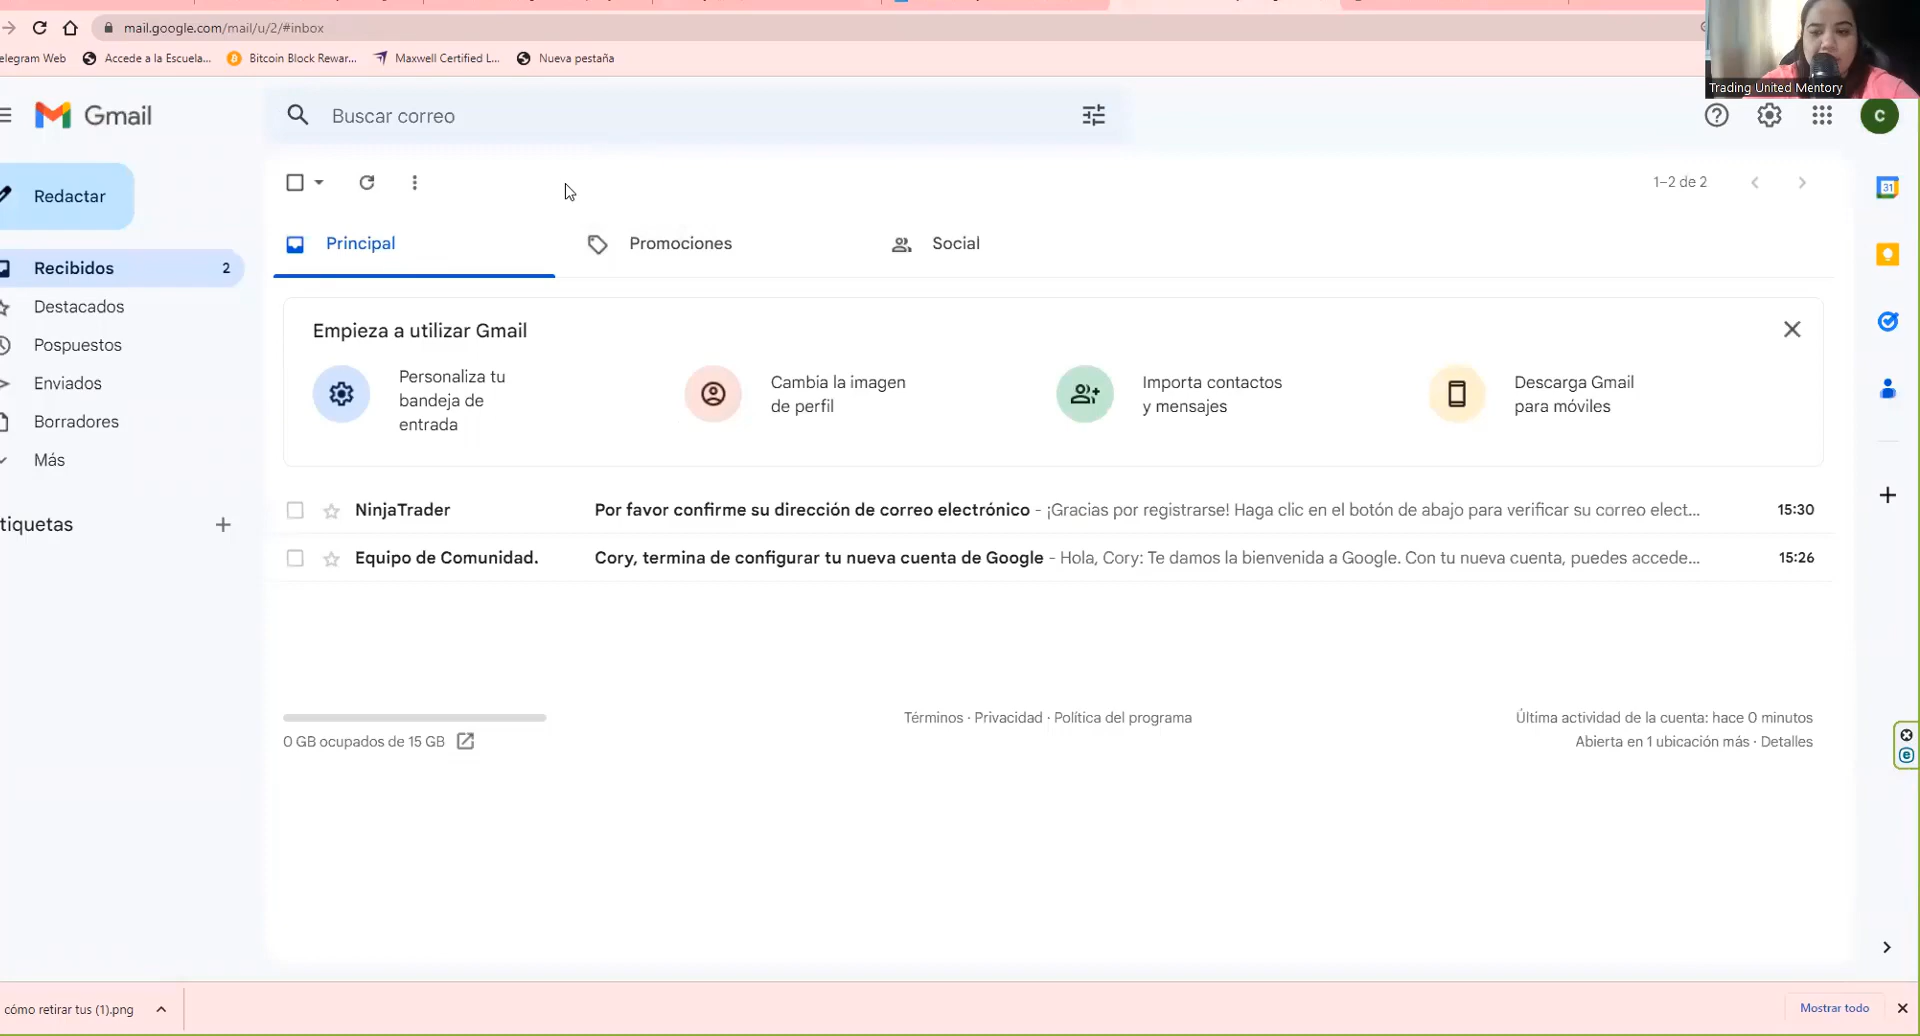 mail.google.com/mail/u/2/#inbox
elegram Web
Accede a la Escuela...
Bitcoin Block Rewar...
Maxwell Certified L...
Nueva pestaña
Trading United Mentory
Gmail
Buscar correo
C
Redactar
1–2 de 2
31
Principal
Promociones
Social
Recibidos
2
Destacados
Pospuestos
Enviados
Borradores
Más
tiquetas
Empieza a utilizar Gmail
Personaliza tu
bandeja de
entrada
Cambia la imagen
de perfil
Importa contactos
y mensajes
Descarga Gmail
para móviles
NinjaTrader
Por favor confirme su dirección de correo electrónico - ¡Gracias por registrarse! Haga clic en el botón de abajo para verificar su correo elect...
15:30
Equipo de Comunidad.
Cory, termina de configurar tu nueva cuenta de Google - Hola, Cory: Te damos la bienvenida a Google. Con tu nueva cuenta, puedes accede...
15:26
0 GB ocupados de 15 GB
Términos · Privacidad · Política del programa
Última actividad de la cuenta: hace 0 minutos
Abierta en 1 ubicación más · Detalles
cómo retirar tus (1).png
Mostrar todo